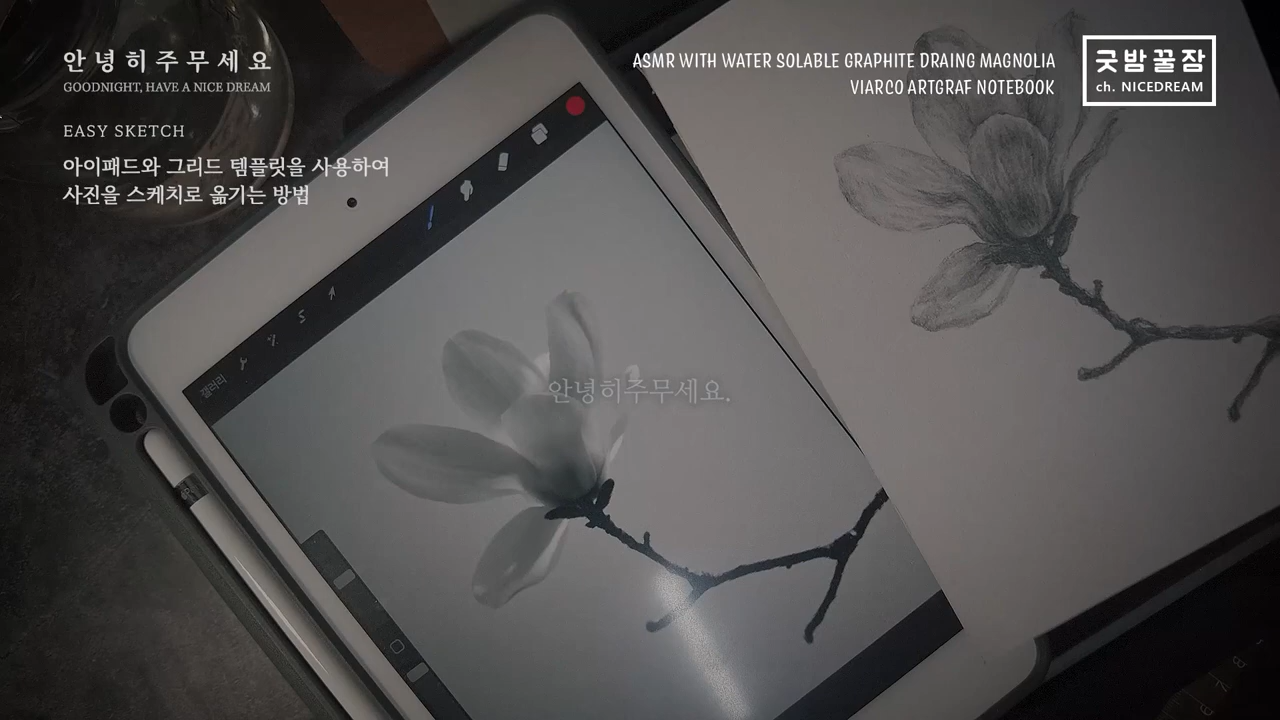 안녕히주무세요
GOODNIGHT, HAVE A NICE DREAM
EASY SKETCH
아이패드와 그리드 템플릿을 사용하여
사진을 스케치로 옮기는 방법
ASMR WITH WATER SOLABLE GRAPHITE DRAING MAGNOLIA
VIARCO ARTGRAF NOTEBOOK
굿밤꿀잠
ch. NICEDREAM
갤러리
안녕히주무세요.